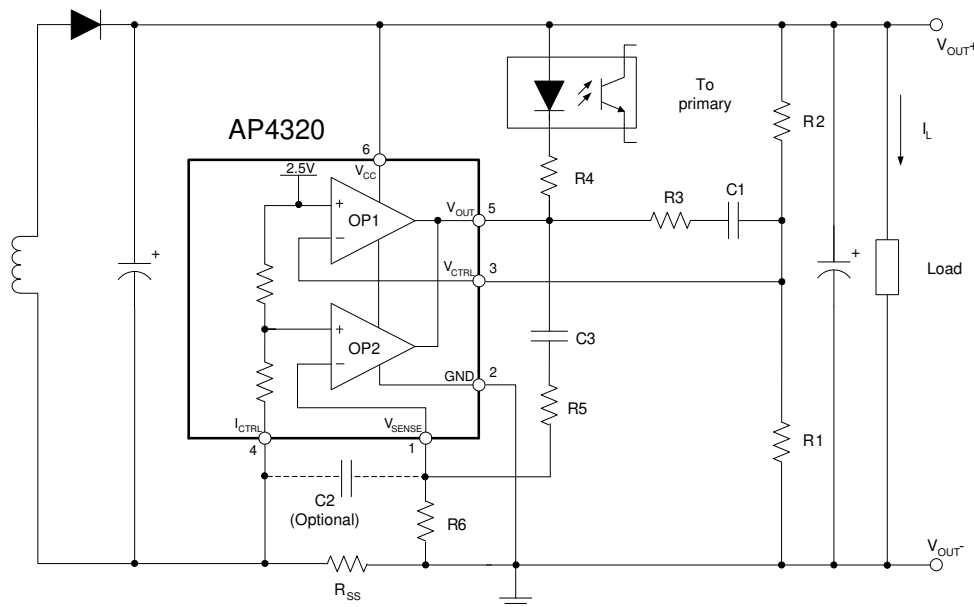 VOUT+
To
primary
R2
IL
AP4320
6
VCC
2.5V
R4
R3
C1
+
OP1
−
VOUT
5
VCTRL
3
+
+
Load
+
OP2
−
C3
GND
2
R5
R1
ICTRL
4
VSENSE
1
C2
(Optional)
R6
VOUT-
RSS